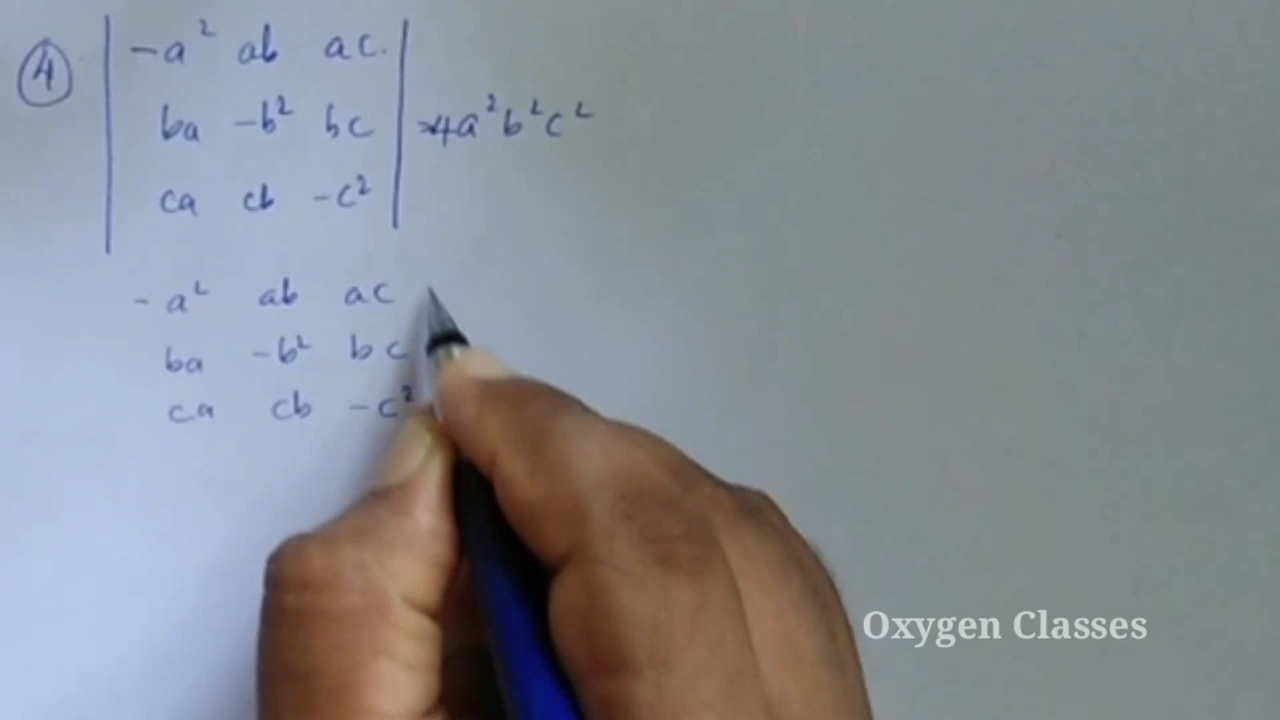 ④ -a² ab ac
ba -b² bc =4a²b²c²
ca cb -c²
-a² ab ac
ba -b² bc
ca cb -c²
Oxygen Classes